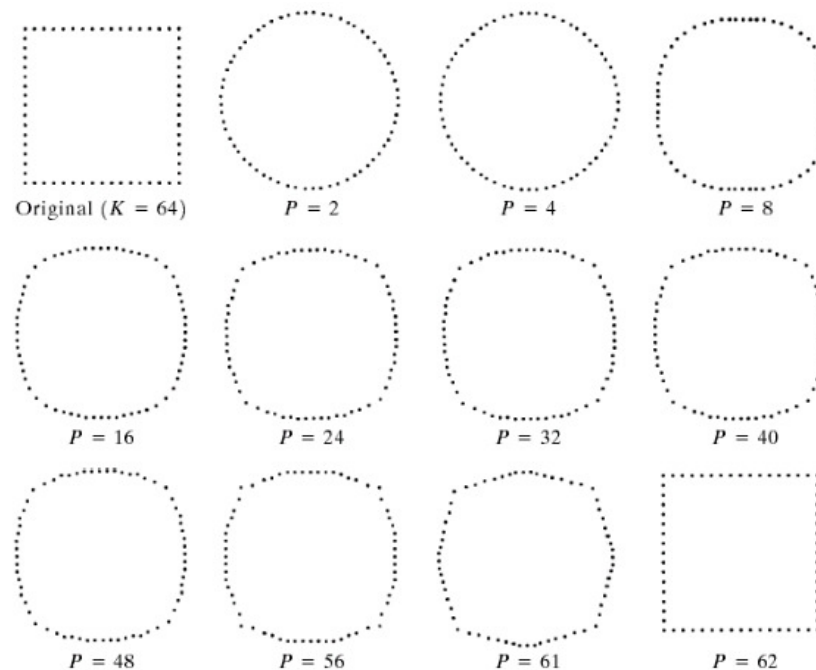 Original (K = 64)
P = 2
P = 4
P = 8
P = 16
P = 24
P = 32
P = 40
P = 48
P = 56
P = 61
P = 62